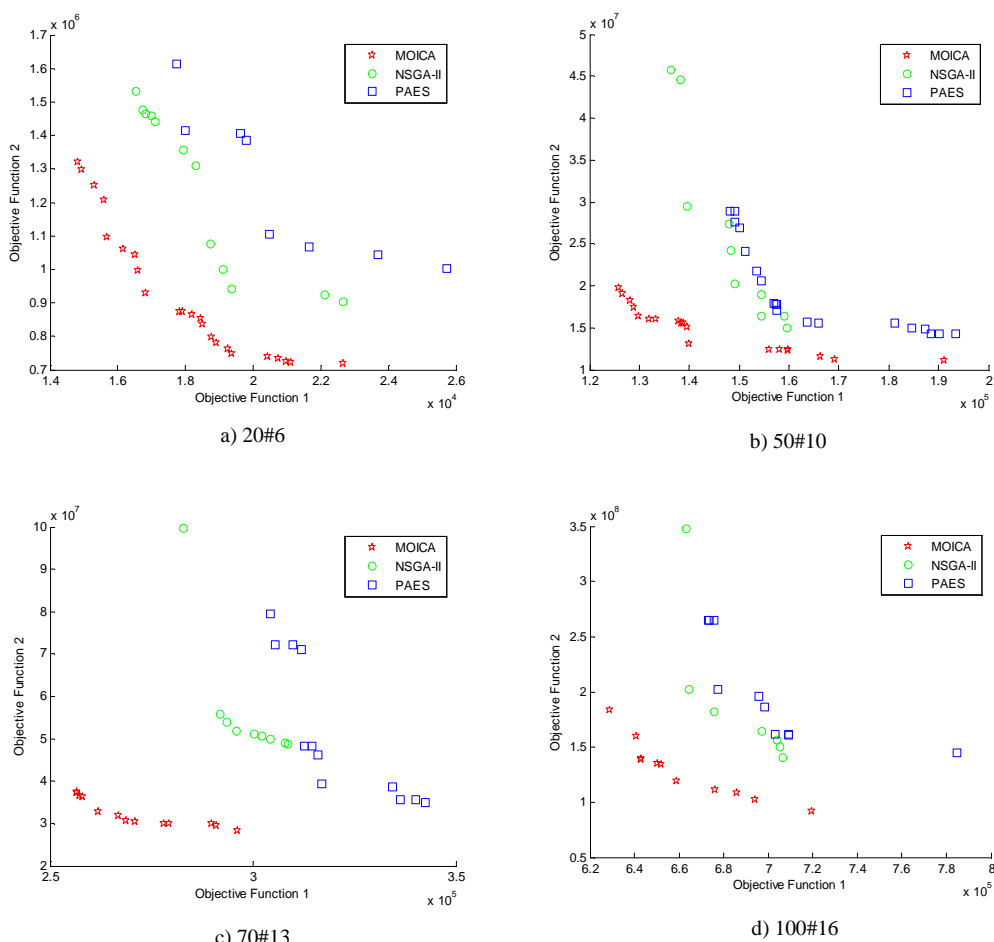 x 10^6
1.7
1.6
1.5
1.4
1.3
1.2
1.1
1
0.9
0.8
0.7
Objective Function 2
MOICA
NSGA-II
PAES
1.4 1.6 1.8 2 2.2 2.4 2.6
Objective Function 1
x 10^4
a) 20#6
x 10^7
5
4.5
4
3.5
3
2.5
2
1.5
1
Objective Function 2
MOICA
NSGA-II
PAES
1.2 1.3 1.4 1.5 1.6 1.7 1.8 1.9 2
Objective Function 1
x 10^5
b) 50#10
x 10^7
10
9
8
7
6
5
4
3
2
Objective Function 2
MOICA
NSGA-II
PAES
2.5 3 3.5
Objective Function 1
x 10^5
c) 70#13
x 10^8
3.5
3
2.5
2
1.5
1
0.5
Objective Function 2
MOICA
NSGA-II
PAES
6.2 6.4 6.6 6.8 7 7.2 7.4 7.6 7.8 8
Objective Function 1
x 10^5
d) 100#16